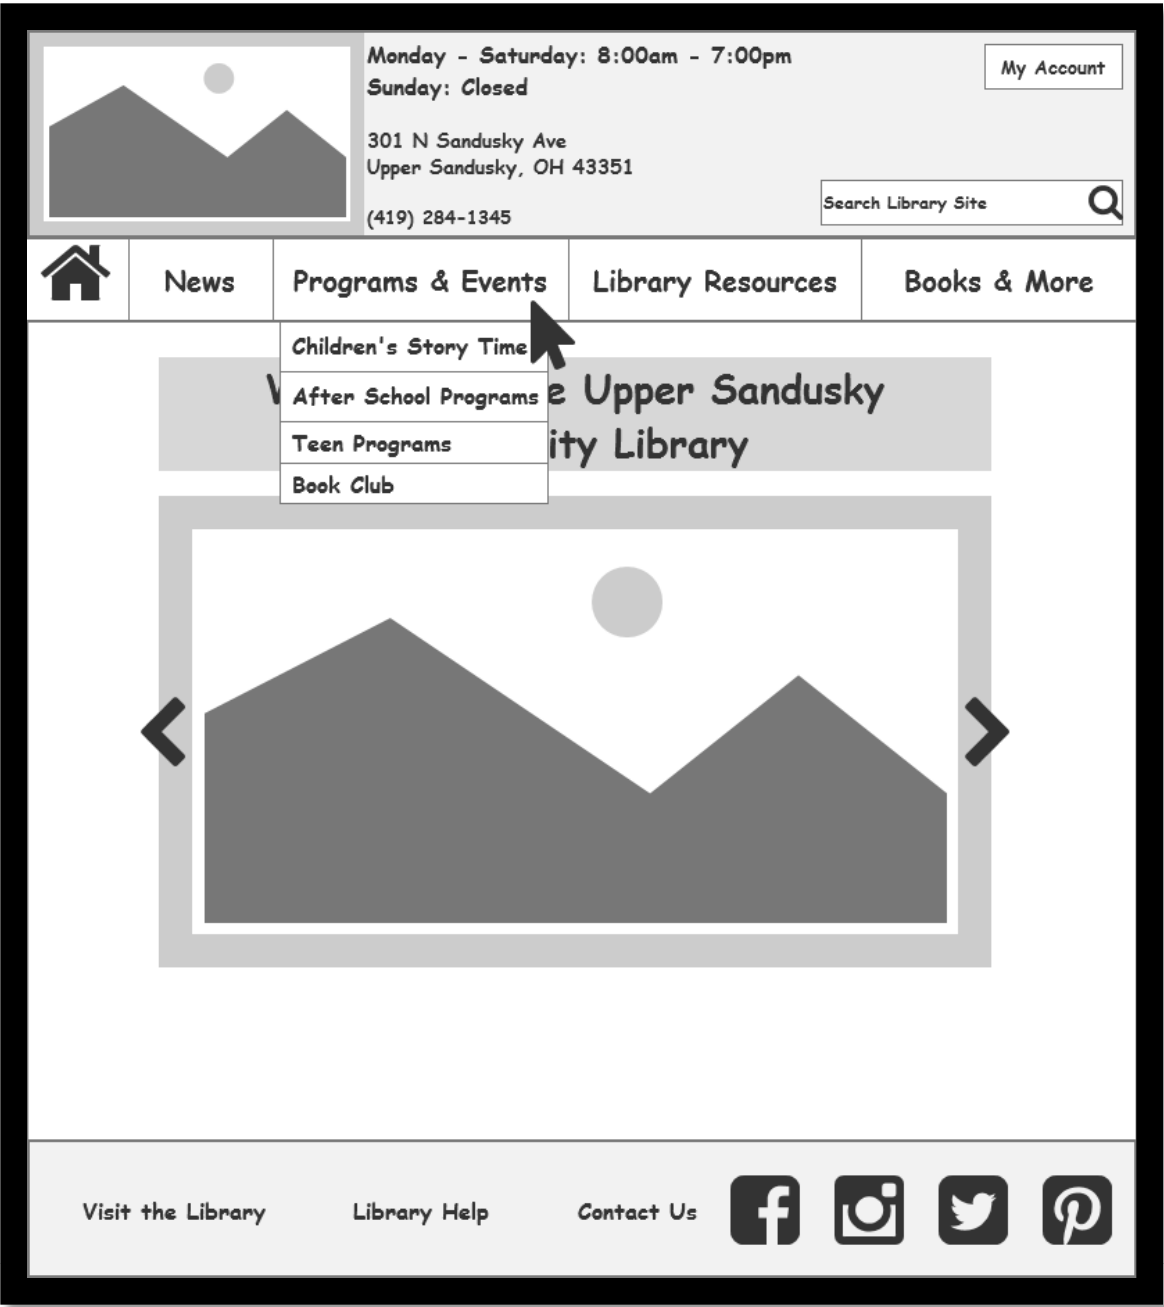 Monday - Saturday: 8:00am - 7:00pm
Sunday: Closed
301 N Sandusky Ave
Upper Sandusky, OH 43351
(419) 284-1345
My Account
Search Library Site
News
Programs & Events
Library Resources
Books & More
Children's Story Time
After School Programs
Teen Programs
Book Club
Upper Sandusky
Library
Visit the Library
Library Help
Contact Us